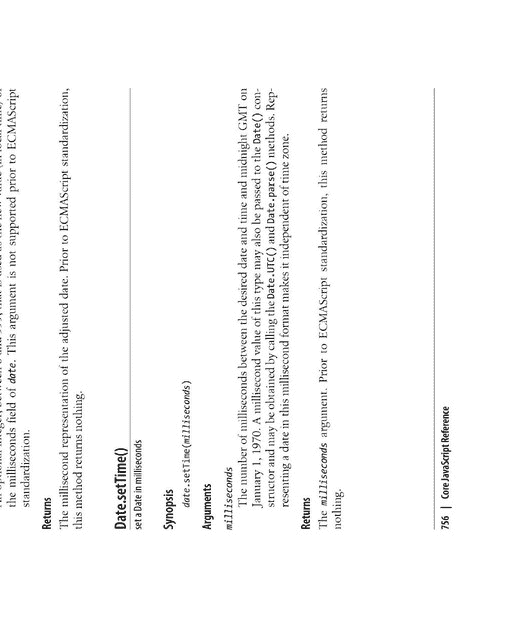 the milliseconds field of date. This argument is not supported prior to ECMAScript
standardization.
Returns
The millisecond representation of the adjusted date. Prior to ECMAScript standardization,
this method returns nothing.
Date.setTime()
set a Date in milliseconds
Synopsis
date.setTime(milliseconds)
Arguments
milliseconds
The number of milliseconds between the desired date and time and midnight GMT on
January 1, 1970. A millisecond value of this type may also be passed to the Date() con-
structor and may be obtained by calling the Date.UTC() and Date.parse() methods. Rep-
resenting a date in this millisecond format makes it independent of time zone.
Returns
The milliseconds argument. Prior to ECMAScript standardization, this method returns
nothing.
756 | Core JavaScript Reference